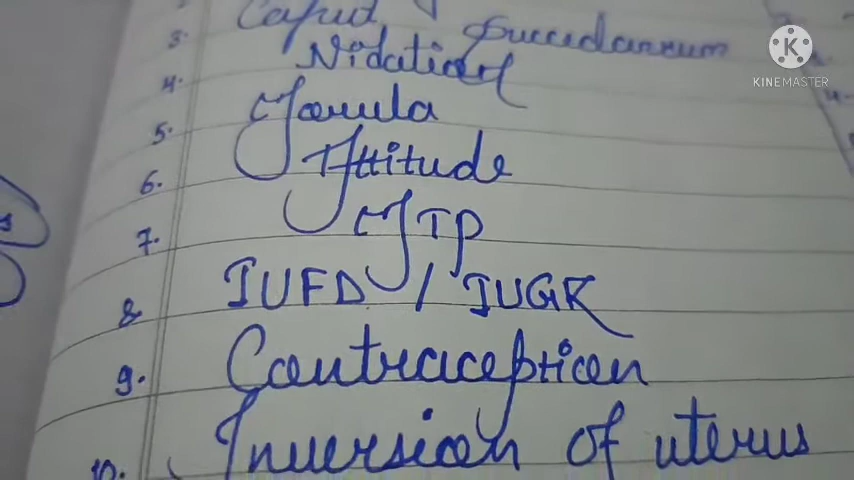 Caput succedaneum
3.
Nidation
4.
Morula
5.
Attitude
6.
MTP
7.
IUFD / IUGR
8.
Contraception
9.
Inversion of uterus
10.
KINEMASTER